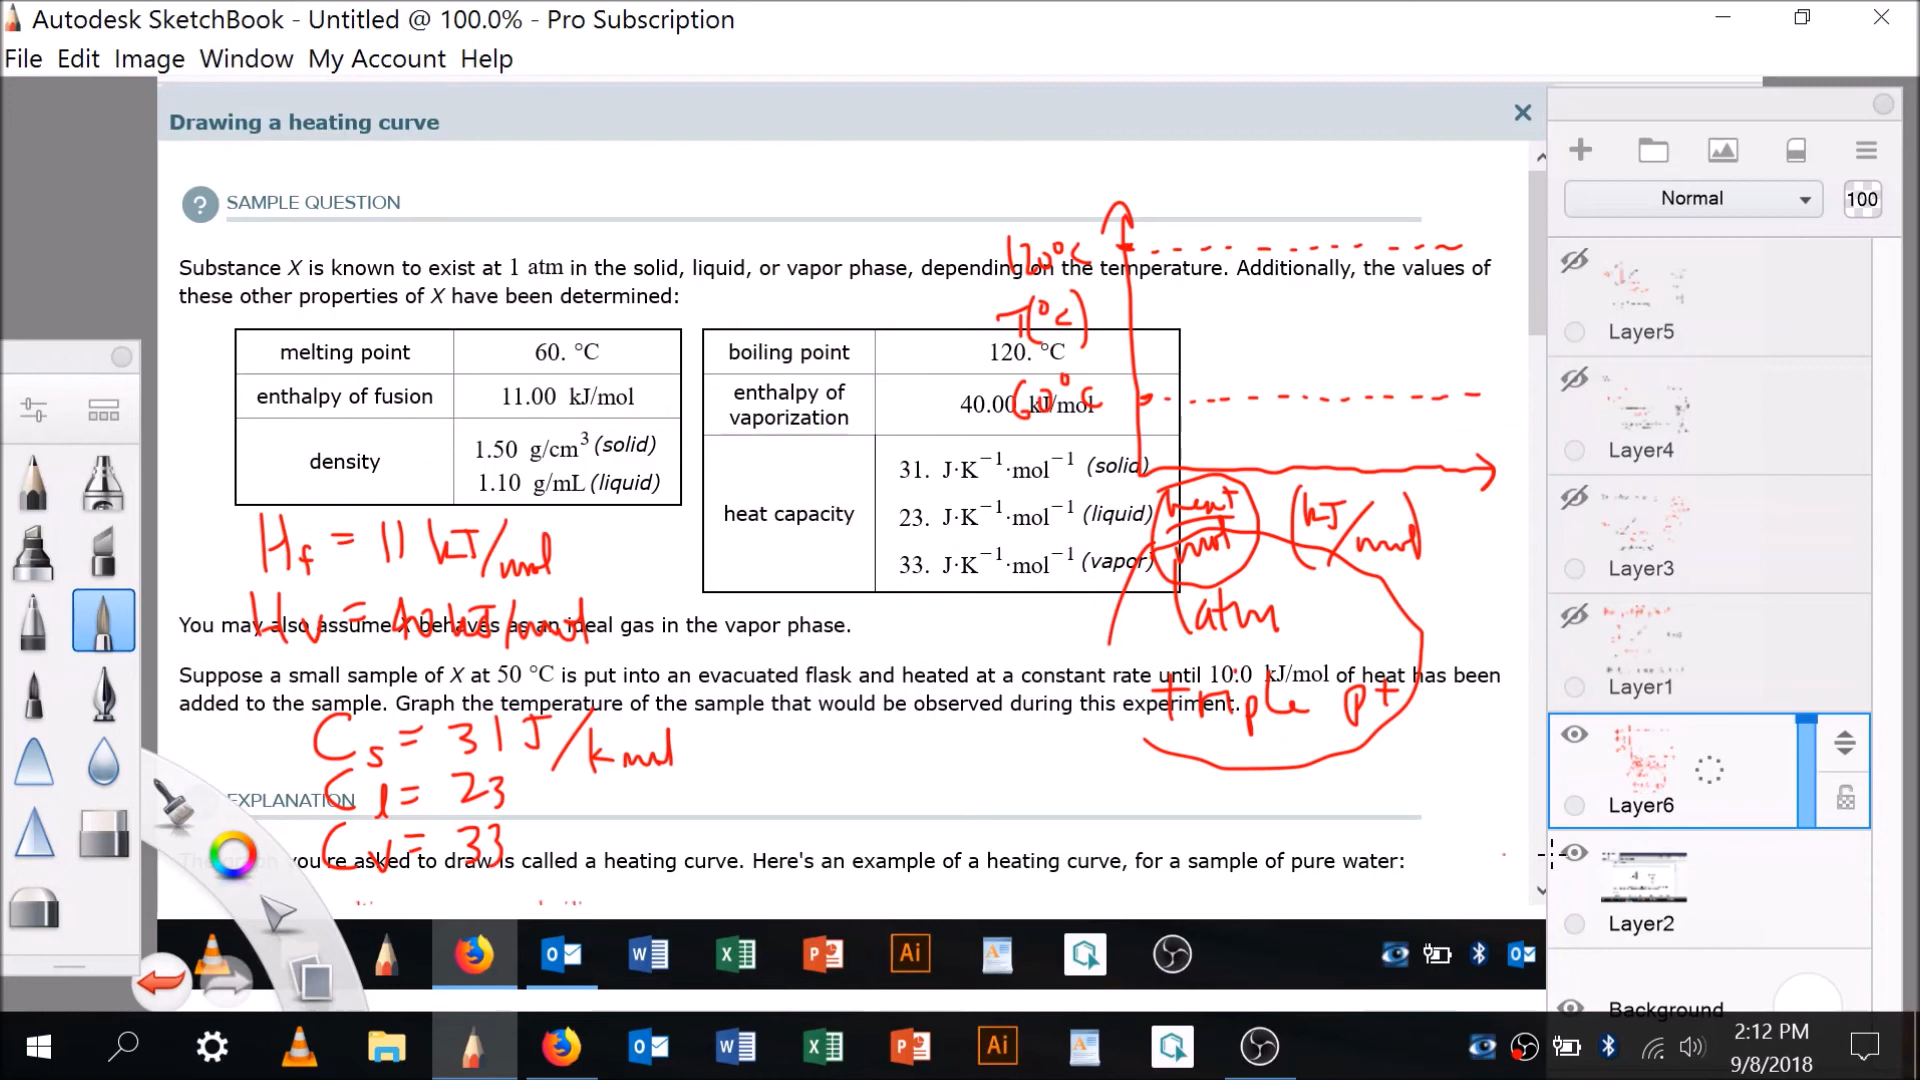 Autodesk SketchBook - Untitled @ 100.0% - Pro Subscription
File Edit Image Window My Account Help
Drawing a heating curve
? SAMPLE QUESTION
Substance X is known to exist at 1 atm in the solid, liquid, or vapor phase, depending on the temperature. Additionally, the values of
these other properties of X have been determined:
melting point 60. °C
enthalpy of fusion 11.00 kJ/mol
density 1.50 g/cm³ (solid)
1.10 g/mL (liquid)
boiling point 120. °C
enthalpy of
vaporization 40.00 kJ/mol
heat capacity 31. J·K⁻¹·mol⁻¹ (solid)
23. J·K⁻¹·mol⁻¹ (liquid)
33. J·K⁻¹·mol⁻¹ (vapor)
120°C
T(°C)
60°C
heat
mol
(kJ/mol)
1 atm
triple pt
Hf = 11 kJ/mol
Hv = 40 kJ/mol
You may also assume X behaves as an ideal gas in the vapor phase.
Suppose a small sample of X at 50 °C is put into an evacuated flask and heated at a constant rate until 10.0 kJ/mol of heat has been
added to the sample. Graph the temperature of the sample that would be observed during this experiment.
Cs = 31 J/k mol
Cl = 23
Cv = 33
EXPLANATION
The graph you're asked to draw is called a heating curve. Here's an example of a heating curve, for a sample of pure water:
Normal 100
Layer5
Layer4
Layer3
Layer1
Layer6
Layer2
Background
Ai
Ai
2:12 PM
9/8/2018